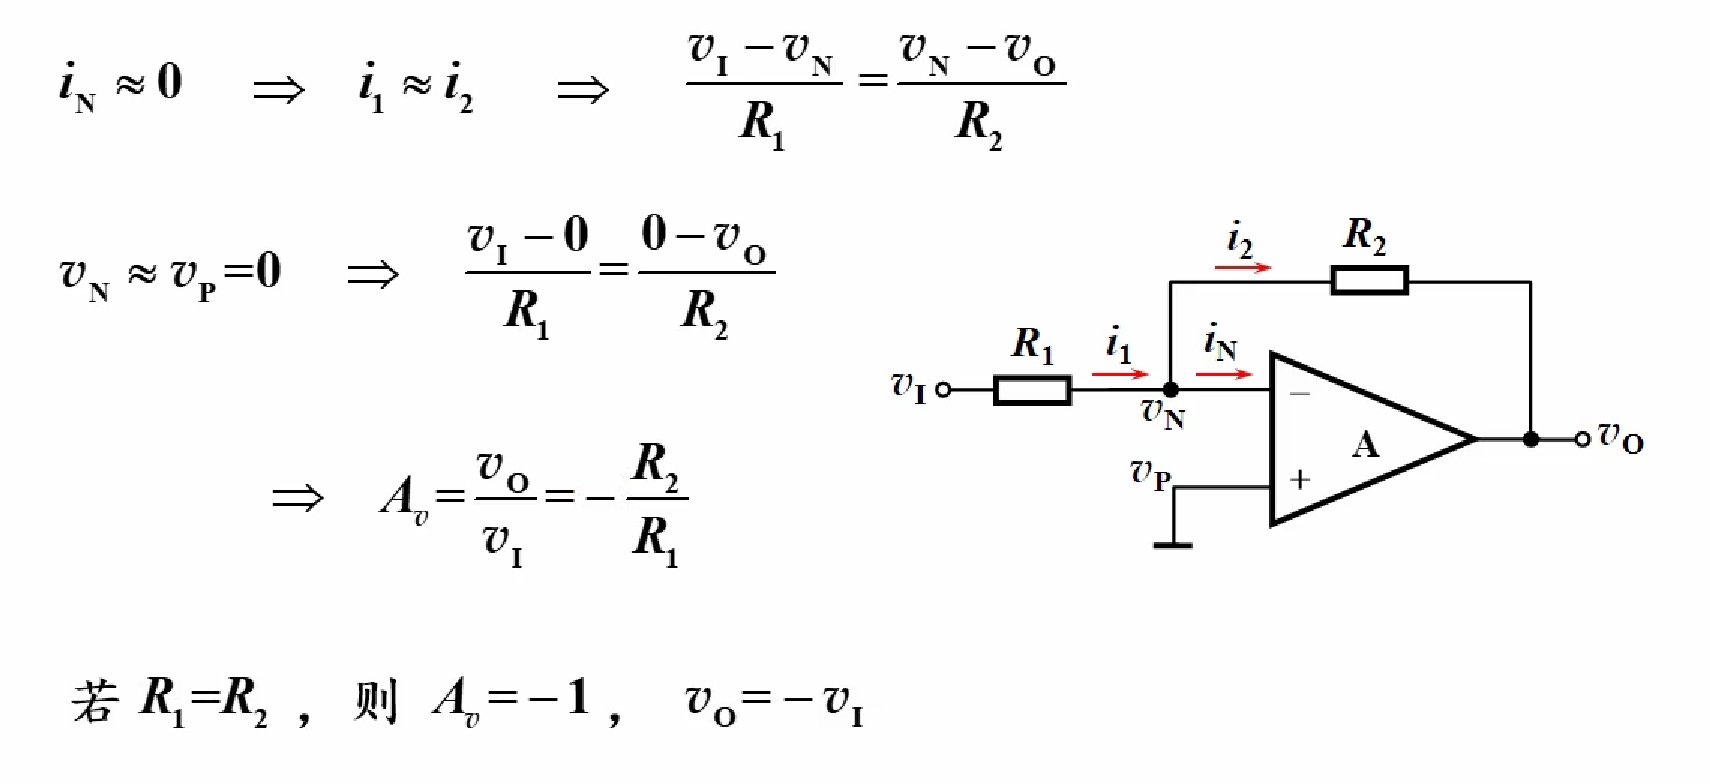 i_N ≈ 0 ⇒ i_1 ≈ i_2 ⇒ (v_I − v_N)/R_1 = (v_N − v_O)/R_2
v_N ≈ v_P = 0 ⇒ (v_I − 0)/R_1 = (0 − v_O)/R_2
⇒ A_v = v_O/v_I = − R_2/R_1
若 R_1=R_2 , 则 A_v = −1 , v_O = − v_I
i_2 R_2
R_1 i_1 i_N
v_I
v_N −
A v_O
v_P +